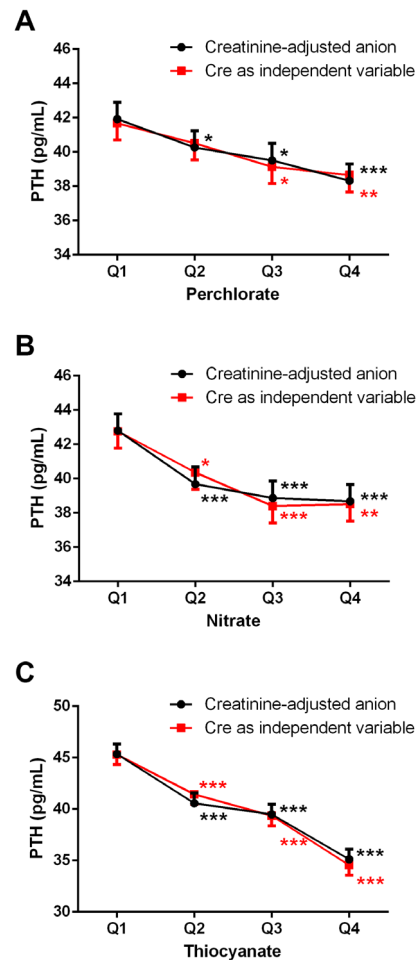 A
Creatinine-adjusted anion
Cre as independent variable
PTH (pg/mL)
46
44
42
40
38
36
34
*
*
*
***
**
Q1 Q2 Q3 Q4
Perchlorate
B
Creatinine-adjusted anion
Cre as independent variable
PTH (pg/mL)
46
44
42
40
38
36
34
*
***
***
***
***
**
Q1 Q2 Q3 Q4
Nitrate
C
Creatinine-adjusted anion
Cre as independent variable
PTH (pg/mL)
50
45
40
35
30
***
***
***
***
***
***
Q1 Q2 Q3 Q4
Thiocyanate